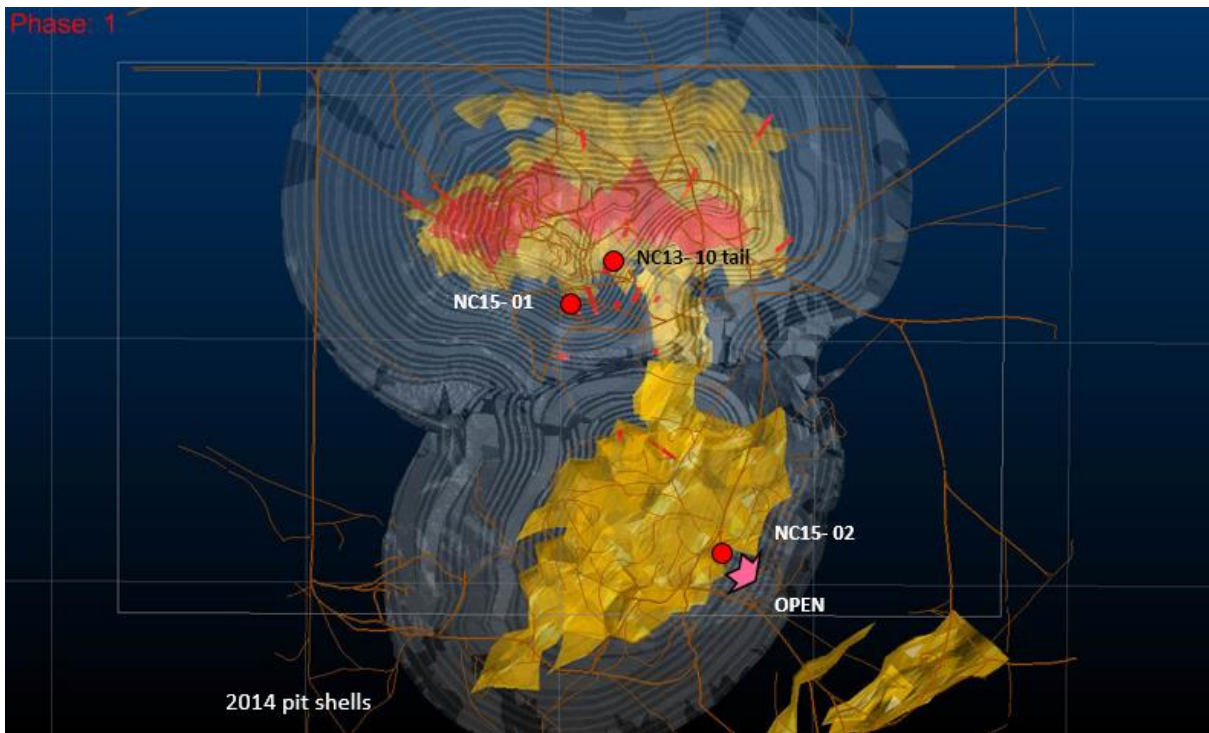 Phase: 1
NC13- 10 tail
NC15- 01
NC15- 02
OPEN
2014 pit shells